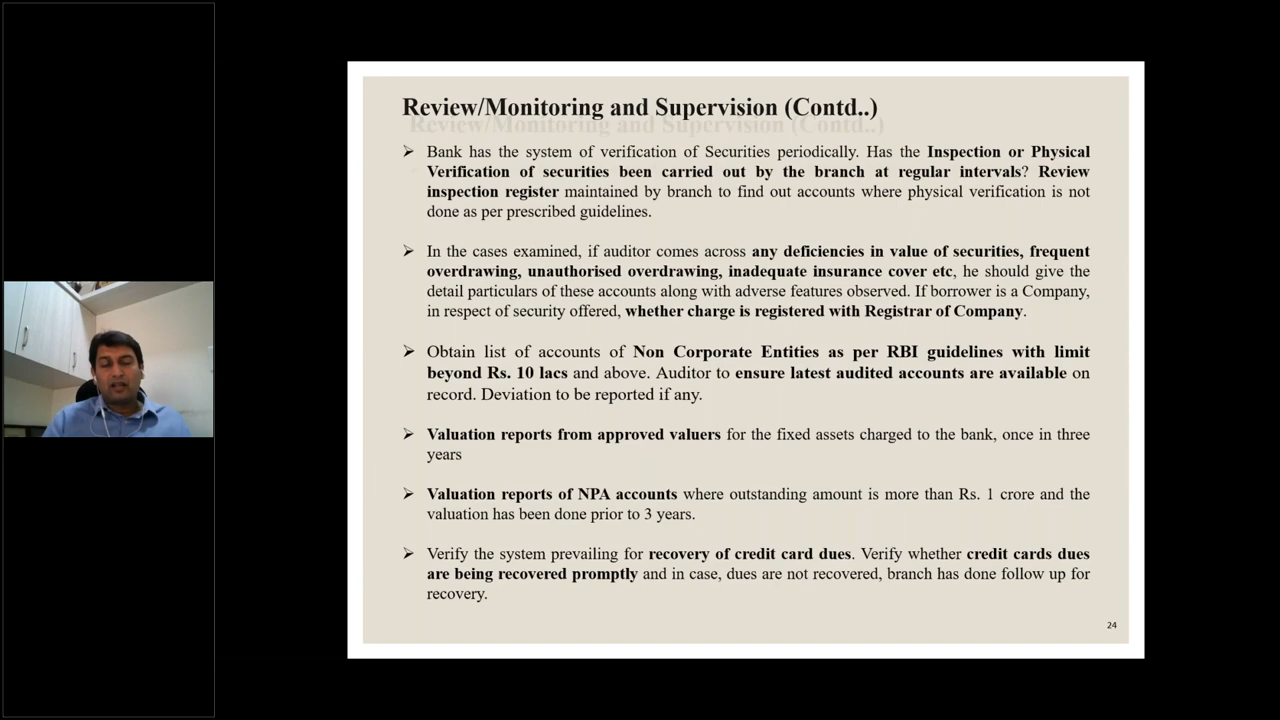 Review/Monitoring and Supervision (Contd..)
➢ Bank has the system of verification of Securities periodically. Has the Inspection or Physical
Verification of securities been carried out by the branch at regular intervals? Review
inspection register maintained by branch to find out accounts where physical verification is not
done as per prescribed guidelines.
➢ In the cases examined, if auditor comes across any deficiencies in value of securities, frequent
overdrawing, unauthorised overdrawing, inadequate insurance cover etc, he should give the
detail particulars of these accounts along with adverse features observed. If borrower is a Company,
in respect of security offered, whether charge is registered with Registrar of Company.
➢ Obtain list of accounts of Non Corporate Entities as per RBI guidelines with limit
beyond Rs. 10 lacs and above. Auditor to ensure latest audited accounts are available on
record. Deviation to be reported if any.
➢ Valuation reports from approved valuers for the fixed assets charged to the bank, once in three
years
➢ Valuation reports of NPA accounts where outstanding amount is more than Rs. 1 crore and the
valuation has been done prior to 3 years.
➢ Verify the system prevailing for recovery of credit card dues. Verify whether credit cards dues
are being recovered promptly and in case, dues are not recovered, branch has done follow up for
recovery.
24